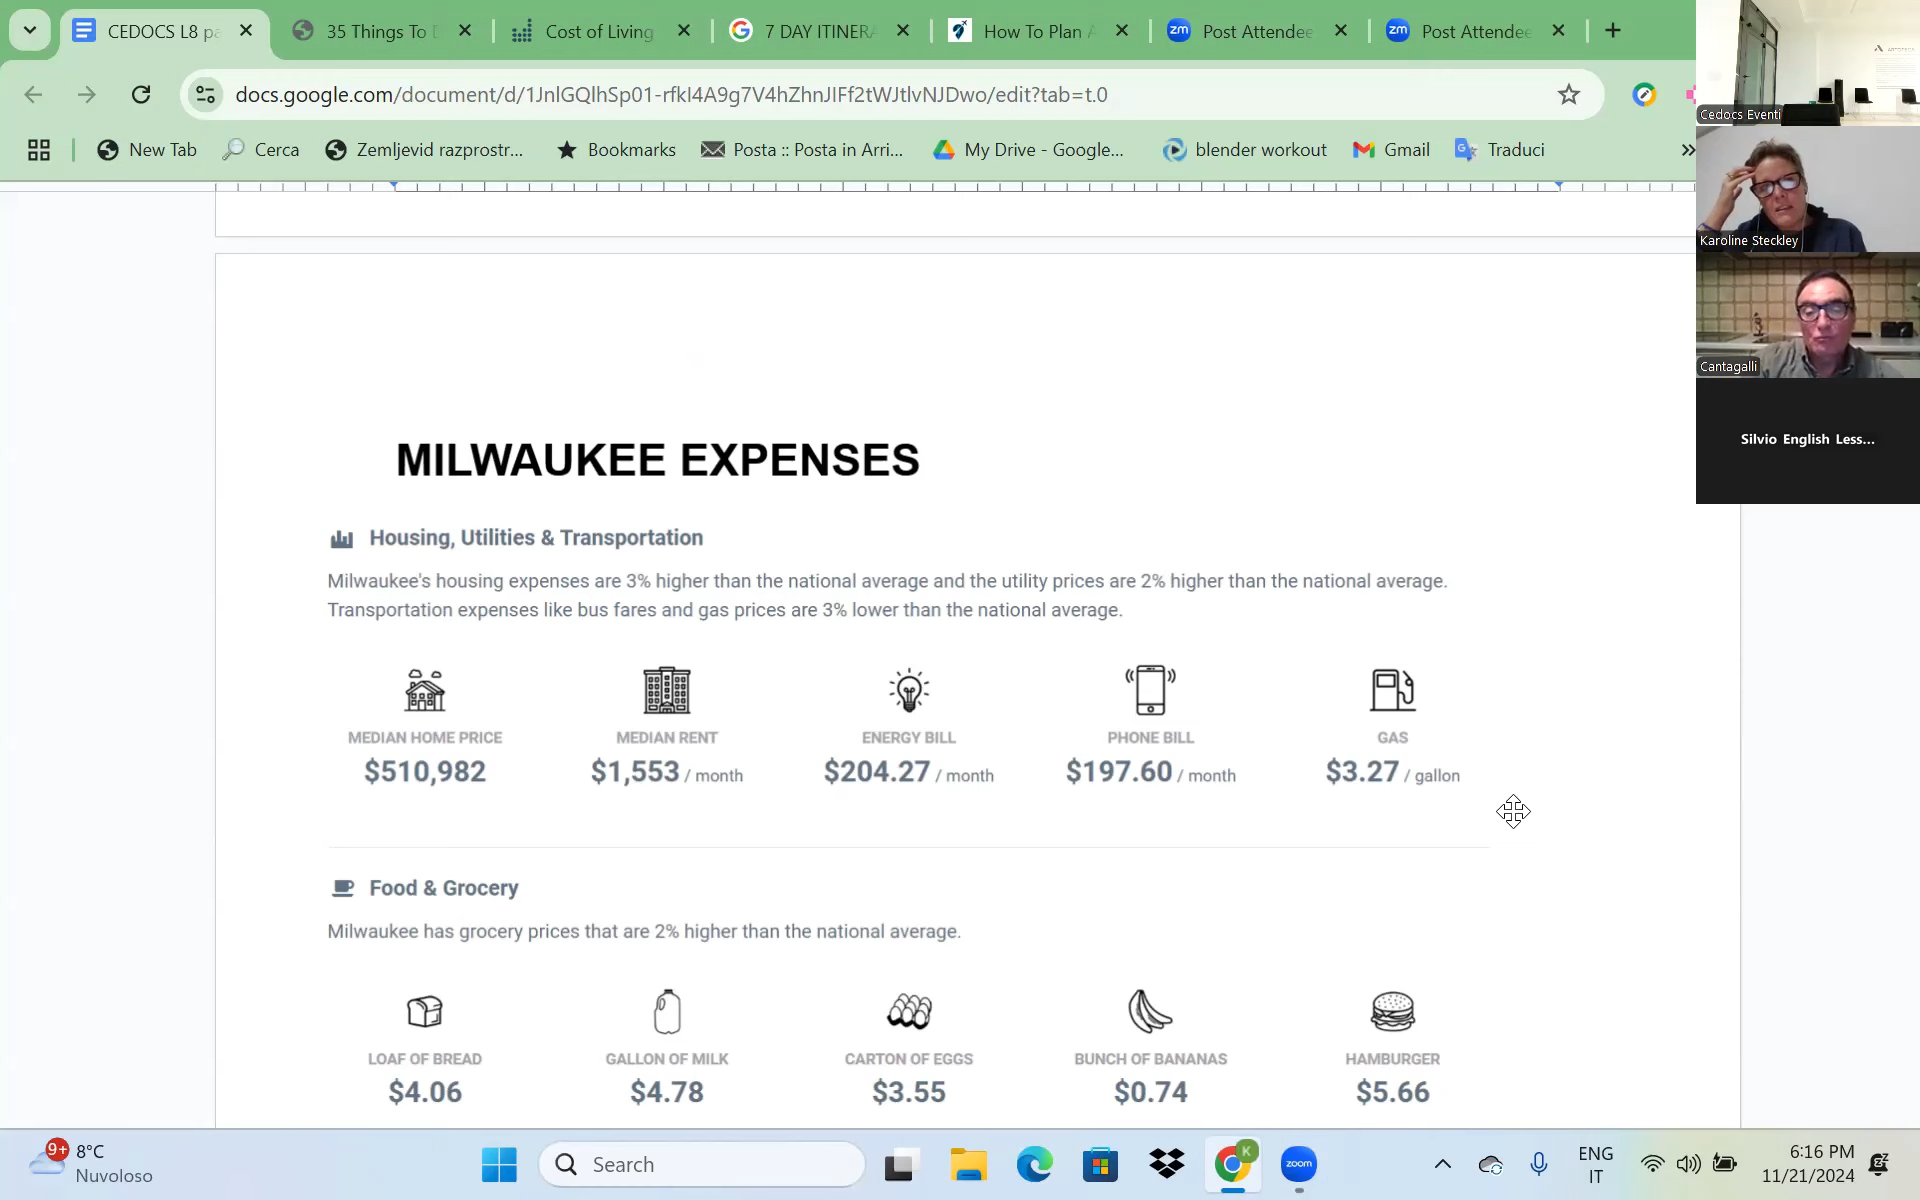 CEDOCS L8 pa
35 Things To D
Cost of Living
7 DAY ITINERA
How To Plan A
zm Post Attendee
zm Post Attendee
docs.google.com/document/d/1JnlGQlhSp01-rfkI4A9g7V4hZhnJIFf2tWJtlvNJDwo/edit?tab=t.0
New Tab
Cerca
Zemljevid razprostr...
Bookmarks
Posta :: Posta in Arri...
My Drive - Google...
blender workout
Gmail
Traduci
Cedocs Eventi
Karoline Steckley
Cantagalli
Silvio English Less...
MILWAUKEE EXPENSES
Housing, Utilities & Transportation
Milwaukee's housing expenses are 3% higher than the national average and the utility prices are 2% higher than the national average.
Transportation expenses like bus fares and gas prices are 3% lower than the national average.
MEDIAN HOME PRICE
$510,982
MEDIAN RENT
$1,553 / month
ENERGY BILL
$204.27 / month
PHONE BILL
$197.60 / month
GAS
$3.27 / gallon
Food & Grocery
Milwaukee has grocery prices that are 2% higher than the national average.
LOAF OF BREAD
$4.06
GALLON OF MILK
$4.78
CARTON OF EGGS
$3.55
BUNCH OF BANANAS
$0.74
HAMBURGER
$5.66
9+
8°C
Nuvoloso
Search
K
zoom
ENG
IT
6:16 PM
11/21/2024